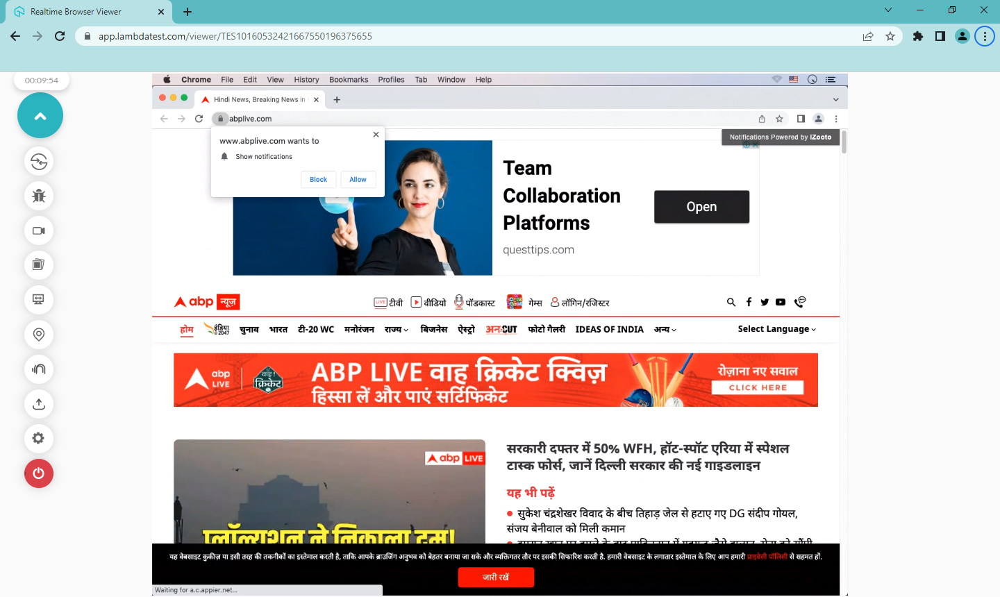 Realtime Browser Viewer
app.lambdatest.com/viewer/TES10160532421667550196375655
00:09:54
Chrome File Edit View History Bookmarks Profiles Tab Window Help
Hindi News, Breaking News in
abplive.com
Notifications Powered by iZooto
www.abplive.com wants to
Show notifications
Block Allow
Team
Collaboration
Platforms
questtips.com
Open
abp न्यूज़
LIVE टीवी वीडियो पॉडकास्ट गेम्स लॉगिन/रजिस्टर
होम इंडिया @2047 चुनाव भारत टी-20 WC मनोरंजन राज्य बिजनेस ऐस्ट्रो अनCUT फोटो गैलरी IDEAS OF INDIA अन्य Select Language
abp LIVE वाह! क्रिकेट
ABP LIVE वाह क्रिकेट क्विज़
हिस्सा लें और पाएं सर्टिफिकेट
रोज़ाना नए सवाल
CLICK HERE
abp LIVE
सरकारी दफ्तर में 50% WFH, हॉट-स्पॉट एरिया में स्पेशल
टास्क फोर्स, जानें दिल्ली सरकार की नई गाइडलाइन
यह भी पढ़ें
सुकेश चंद्रशेखर विवाद के बीच तिहाड़ जेल से हटाए गए DG संदीप गोयल,
संजय बेनीवाल को मिली कमान
यह वेबसाइट कुकीज़ या इसी तरह की तकनीकों का इस्तेमाल करती है, ताकि आपके ब्राउजिंग अनुभव को बेहतर बनाया जा सके और व्यक्तिगत तौर पर इसकी सिफारिश करती है. हमारी वेबसाइट के लगातार इस्तेमाल के लिए आप हमारी प्राइवेसी पॉलिसी से सहमत हों.
जारी रखें
Waiting for a.c.appier.net...